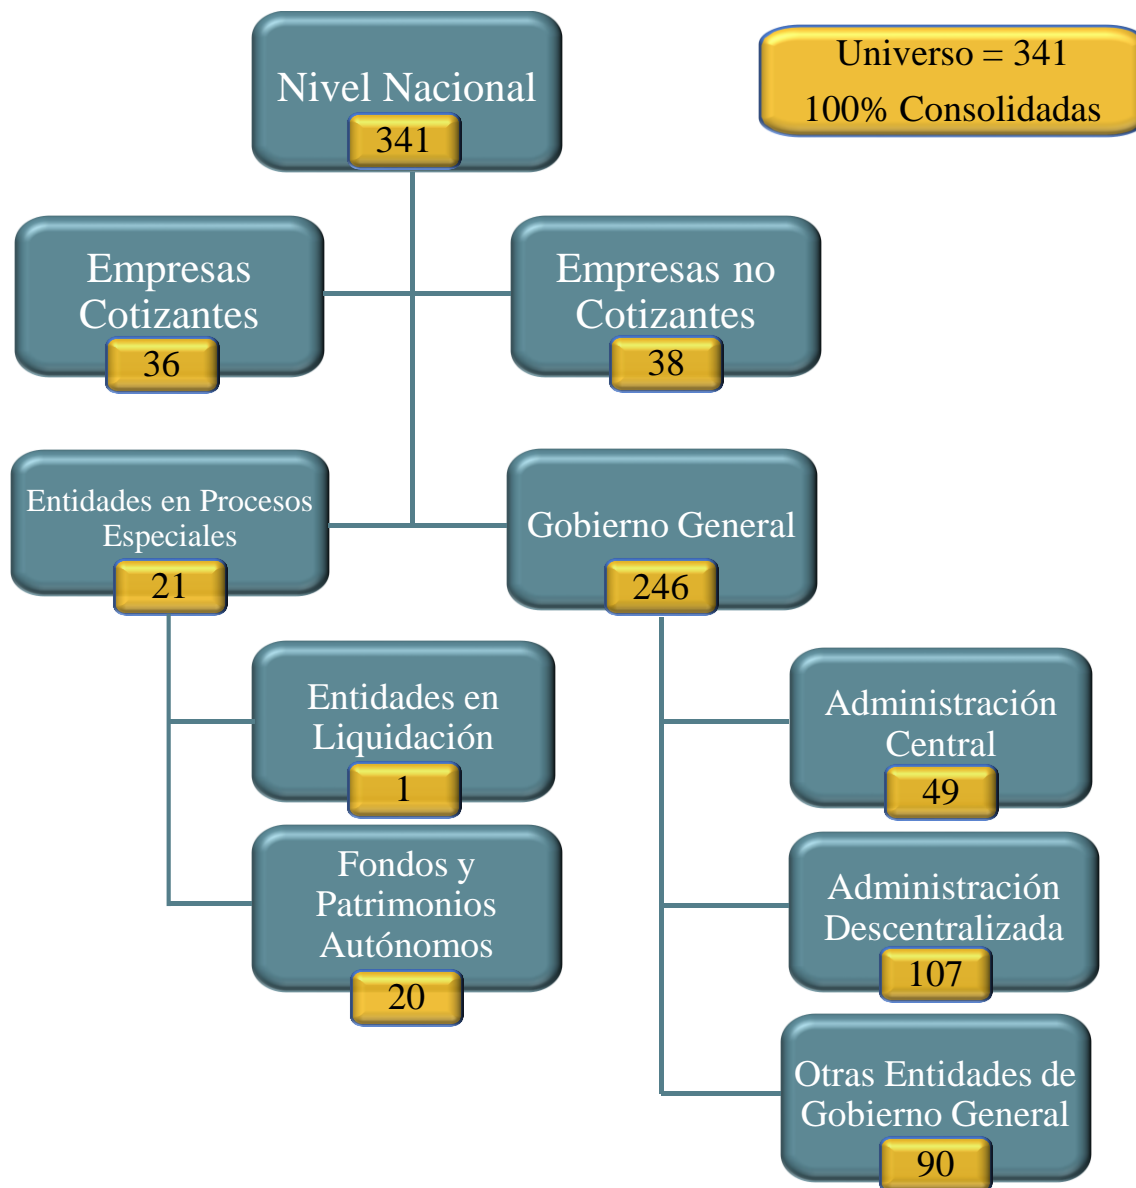 Nivel Nacional
341
Universo = 341
100% Consolidadas
Empresas
Cotizantes
36
Empresas no
Cotizantes
38
Entidades en Procesos
Especiales
21
Gobierno General
246
Entidades en
Liquidación
1
Fondos y
Patrimonios
Autónomos
20
Administración
Central
49
Administración
Descentralizada
107
Otras Entidades de
Gobierno General
90